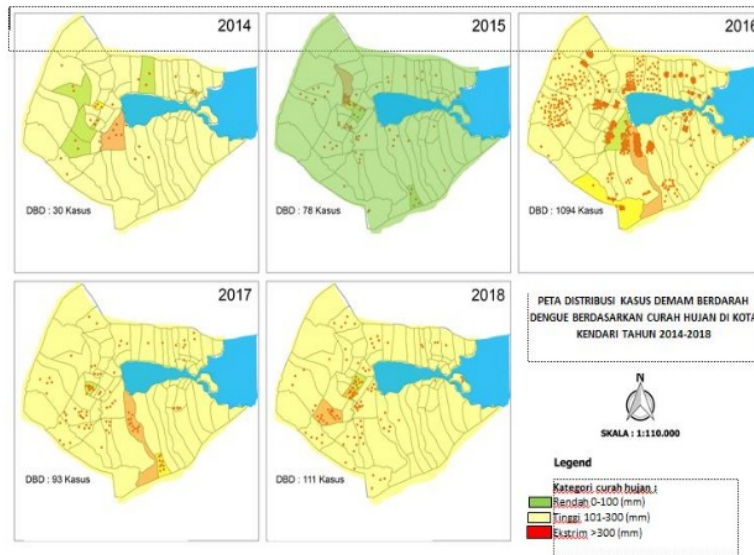 2014
2015
2016
DBD : 30 Kasus
DBD : 78 Kasus
DBD : 1094 Kasus
2017
2018
DBD : 93 Kasus
DBD : 111 Kasus
PETA DISTRIBUSI KASUS DEMAM BERDARAH
DENGUE BERDASARKAN CURAH HUJAN DI KOTA
KENDARI TAHUN 2014-2018
N
SKALA : 1:110.000
Legend
Kategori curah hujan :
Rendah 0-100 (mm)
Tinggi 101-300 (mm)
Ekstrim >300 (mm)